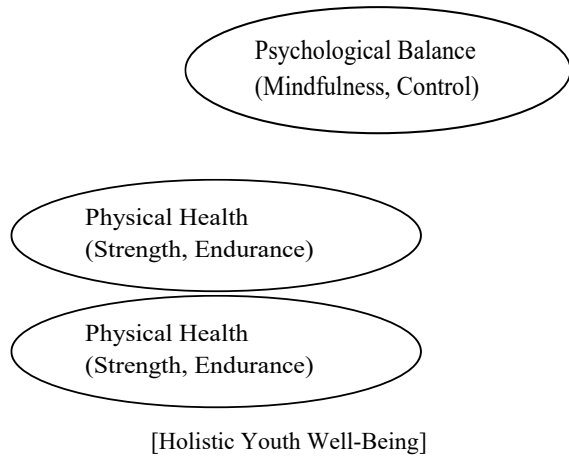 Psychological Balance
(Mindfulness, Control)
Physical Health
(Strength, Endurance)
Physical Health
(Strength, Endurance)
[Holistic Youth Well-Being]